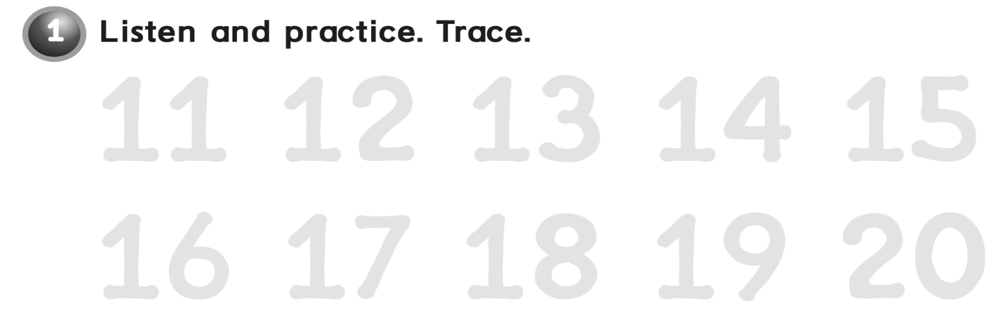 1 Listen and practice. Trace.
11 12 13 14 15
16 17 18 19 20